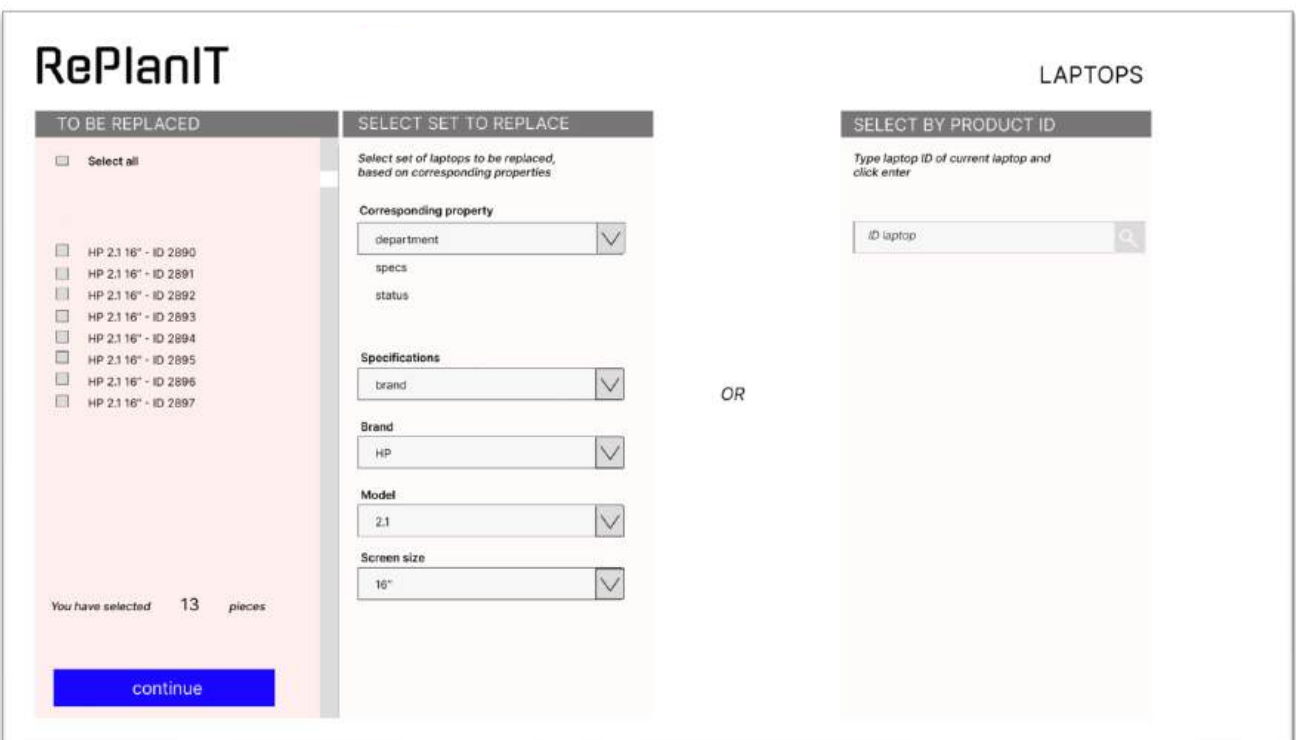 RePlanIT
LAPTOPS
TO BE REPLACED
Select all
HP 2.1 16" - ID 2890
HP 2.1 16" - ID 2891
HP 2.1 16" - ID 2892
HP 2.1 16" - ID 2893
HP 2.1 16" - ID 2894
HP 2.1 16" - ID 2895
HP 2.1 16" - ID 2896
HP 2.1 16" - ID 2897
You have selected 13 pieces
continue
SELECT SET TO REPLACE
Select set of laptops to be replaced,
based on corresponding properties
Corresponding property
department
specs
status
Specifications
brand
Brand
HP
Model
2.1
Screen size
16"
OR
SELECT BY PRODUCT ID
Type laptop ID of current laptop and
click enter
ID laptop